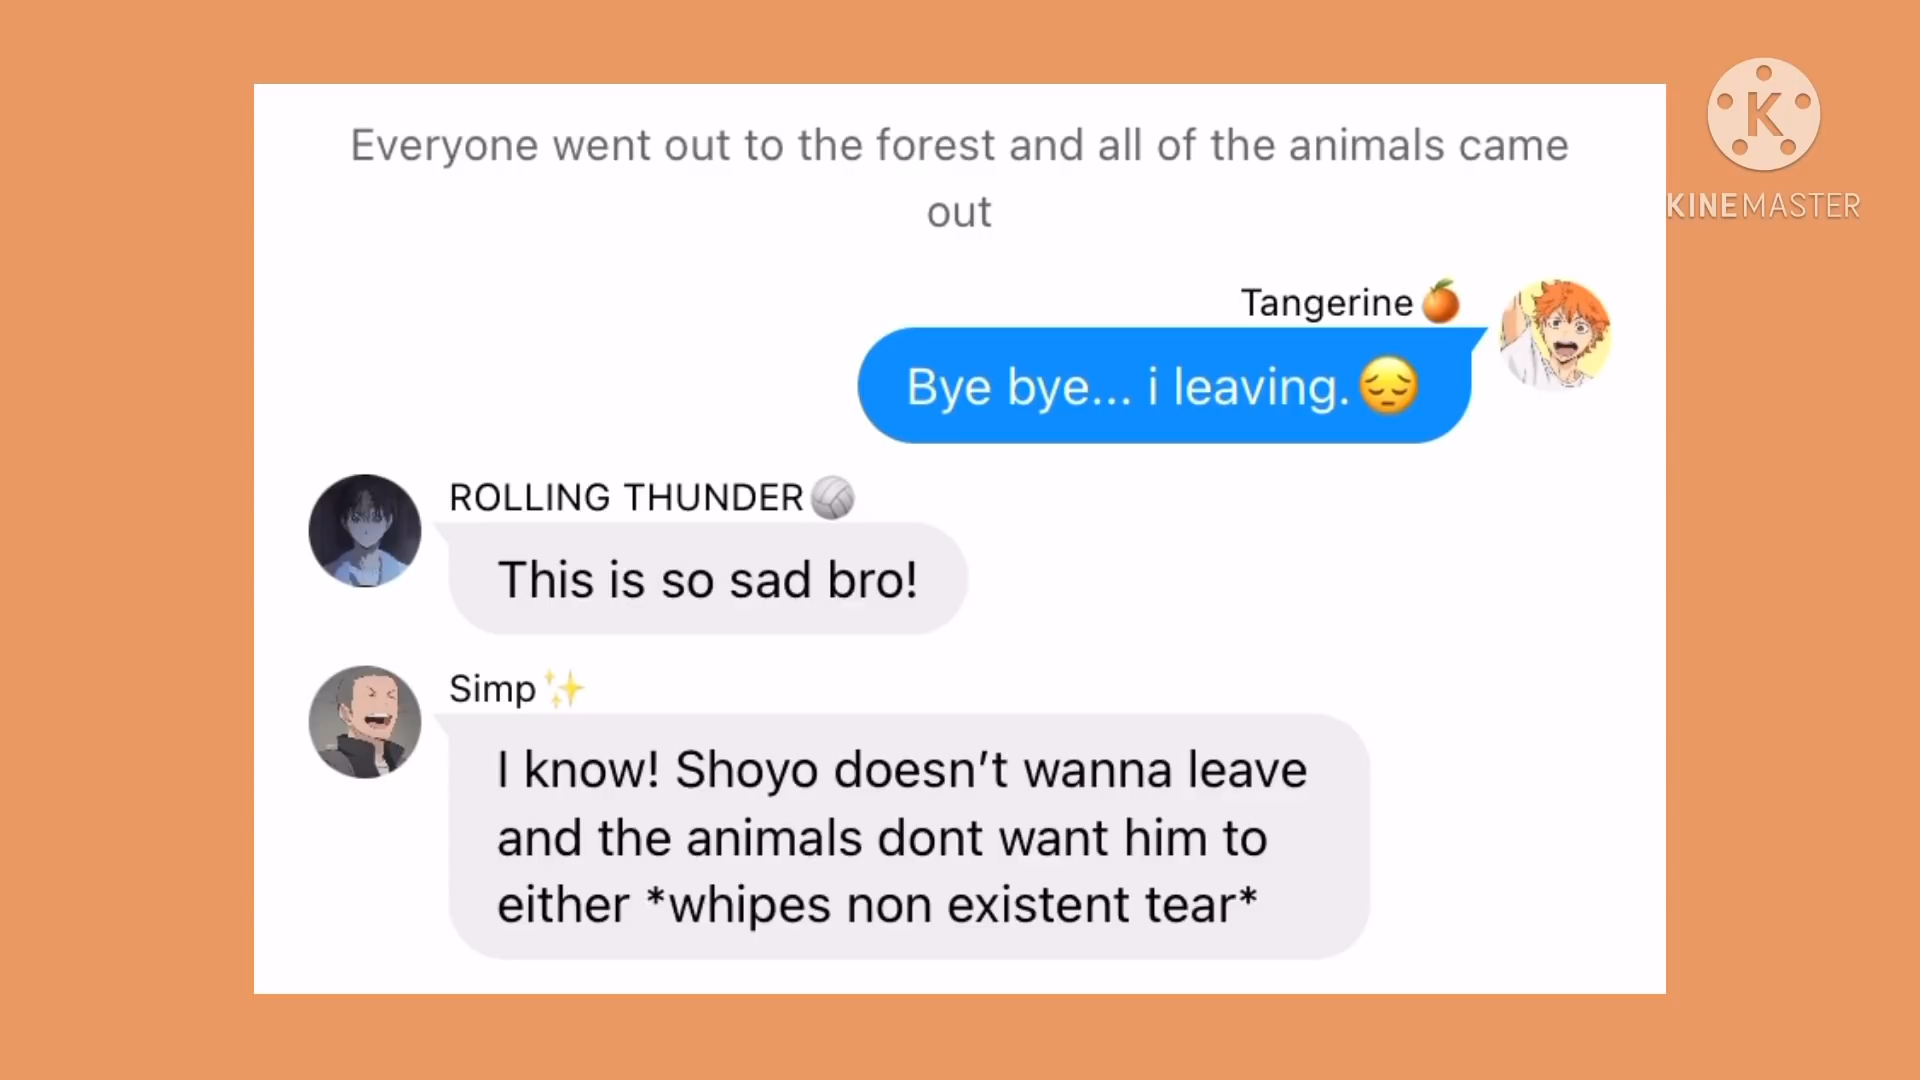 Everyone went out to the forest and all of the animals came
out
Tangerine🍊
Bye bye... i leaving.😔
ROLLING THUNDER🏐
This is so sad bro!
Simp✨
I know! Shoyo doesn’t wanna leave
and the animals dont want him to
either *whipes non existent tear*
K
KINEMASTER